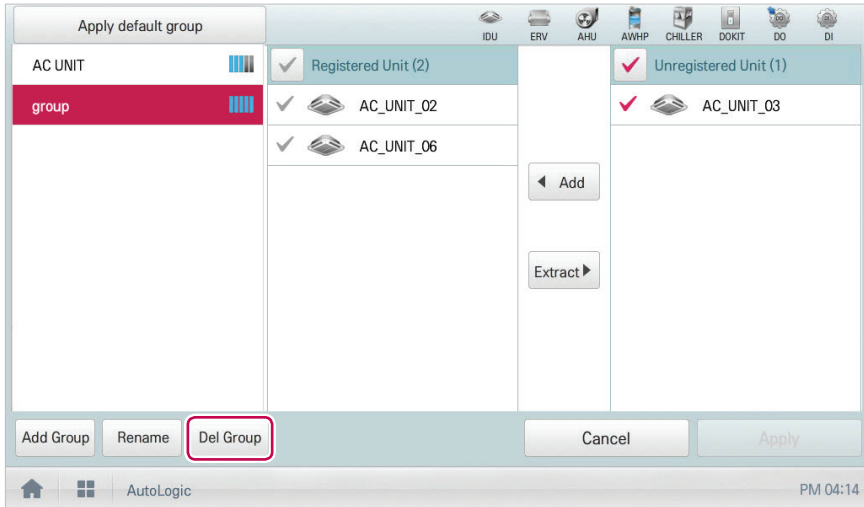 Apply default group
IDU ERV AHU AWHP CHILLER DOKIT DO DI
AC UNIT
group
Registered Unit (2)
AC_UNIT_02
AC_UNIT_06
Add
Extract
Unregistered Unit (1)
AC_UNIT_03
Add Group Rename Del Group
Cancel Apply
AutoLogic PM 04:14